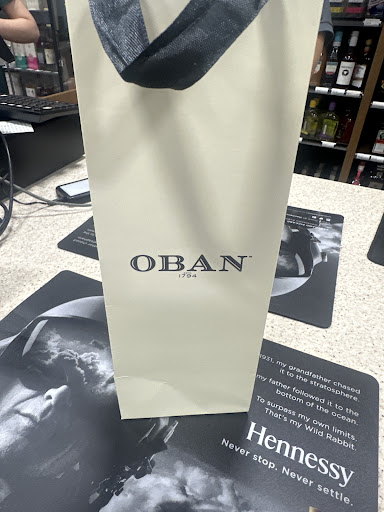 OBAN
1794
1931, my grandfather chased
it to the stratosphere.
my father followed it to the
bottom of the ocean.
To surpass my own limits.
That's my Wild Rabbit.
Hennessy
Never stop. Never settle.